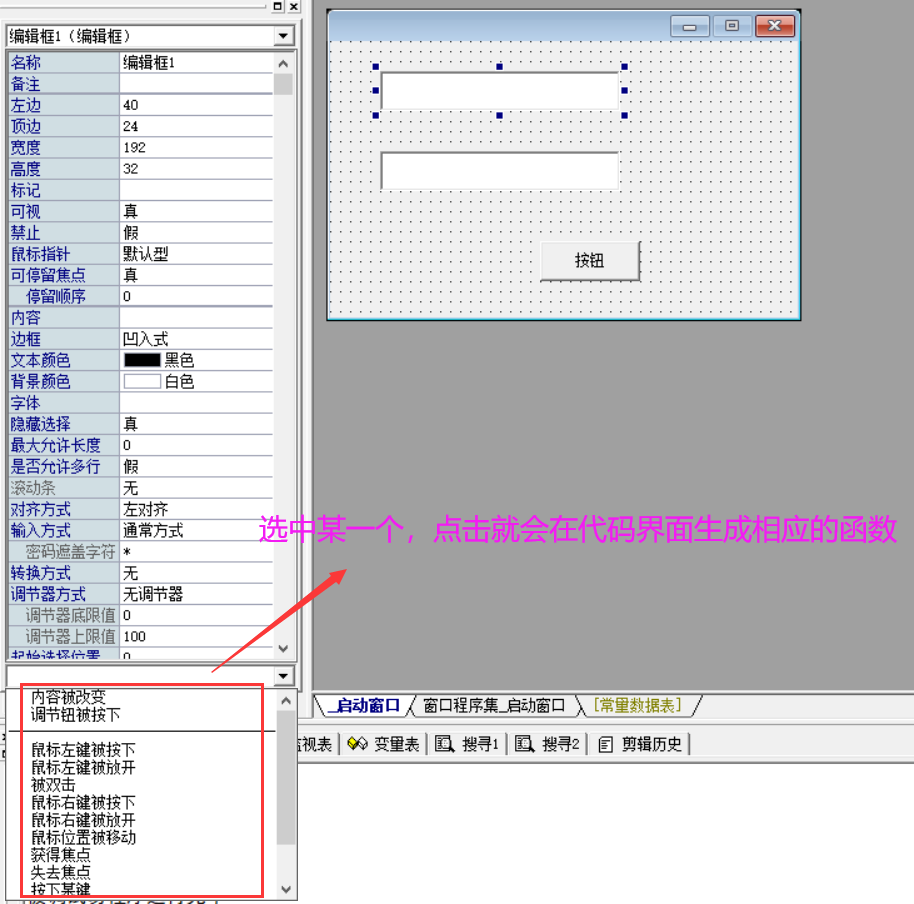 编辑框1（编辑框）
名称 编辑框1
备注
左边 40
顶边 24
宽度 192
高度 32
标记
可视 真
禁止 假
鼠标指针 默认型
可停留焦点 真
停留顺序 0
内容
边框 凹入式
文本颜色 黑色
背景颜色 白色
字体
隐藏选择 真
最大允许长度 0
是否允许多行 假
滚动条 无
对齐方式 左对齐
输入方式 通常方式
密码遮盖字符 *
转换方式 无
调节器方式 无调节器
调节器底限值 0
调节器上限值 100
起始选择位置 0
按钮
选中某一个，点击就会在代码界面生成相应的函数
内容被改变
调节钮被按下
鼠标左键被按下
鼠标左键被放开
被双击
鼠标右键被按下
鼠标右键被放开
鼠标位置被移动
获得焦点
失去焦点
按下某键
_启动窗口 窗口程序集_启动窗口 [常量数据表]
监视表 变量表 搜寻1 搜寻2 剪辑历史